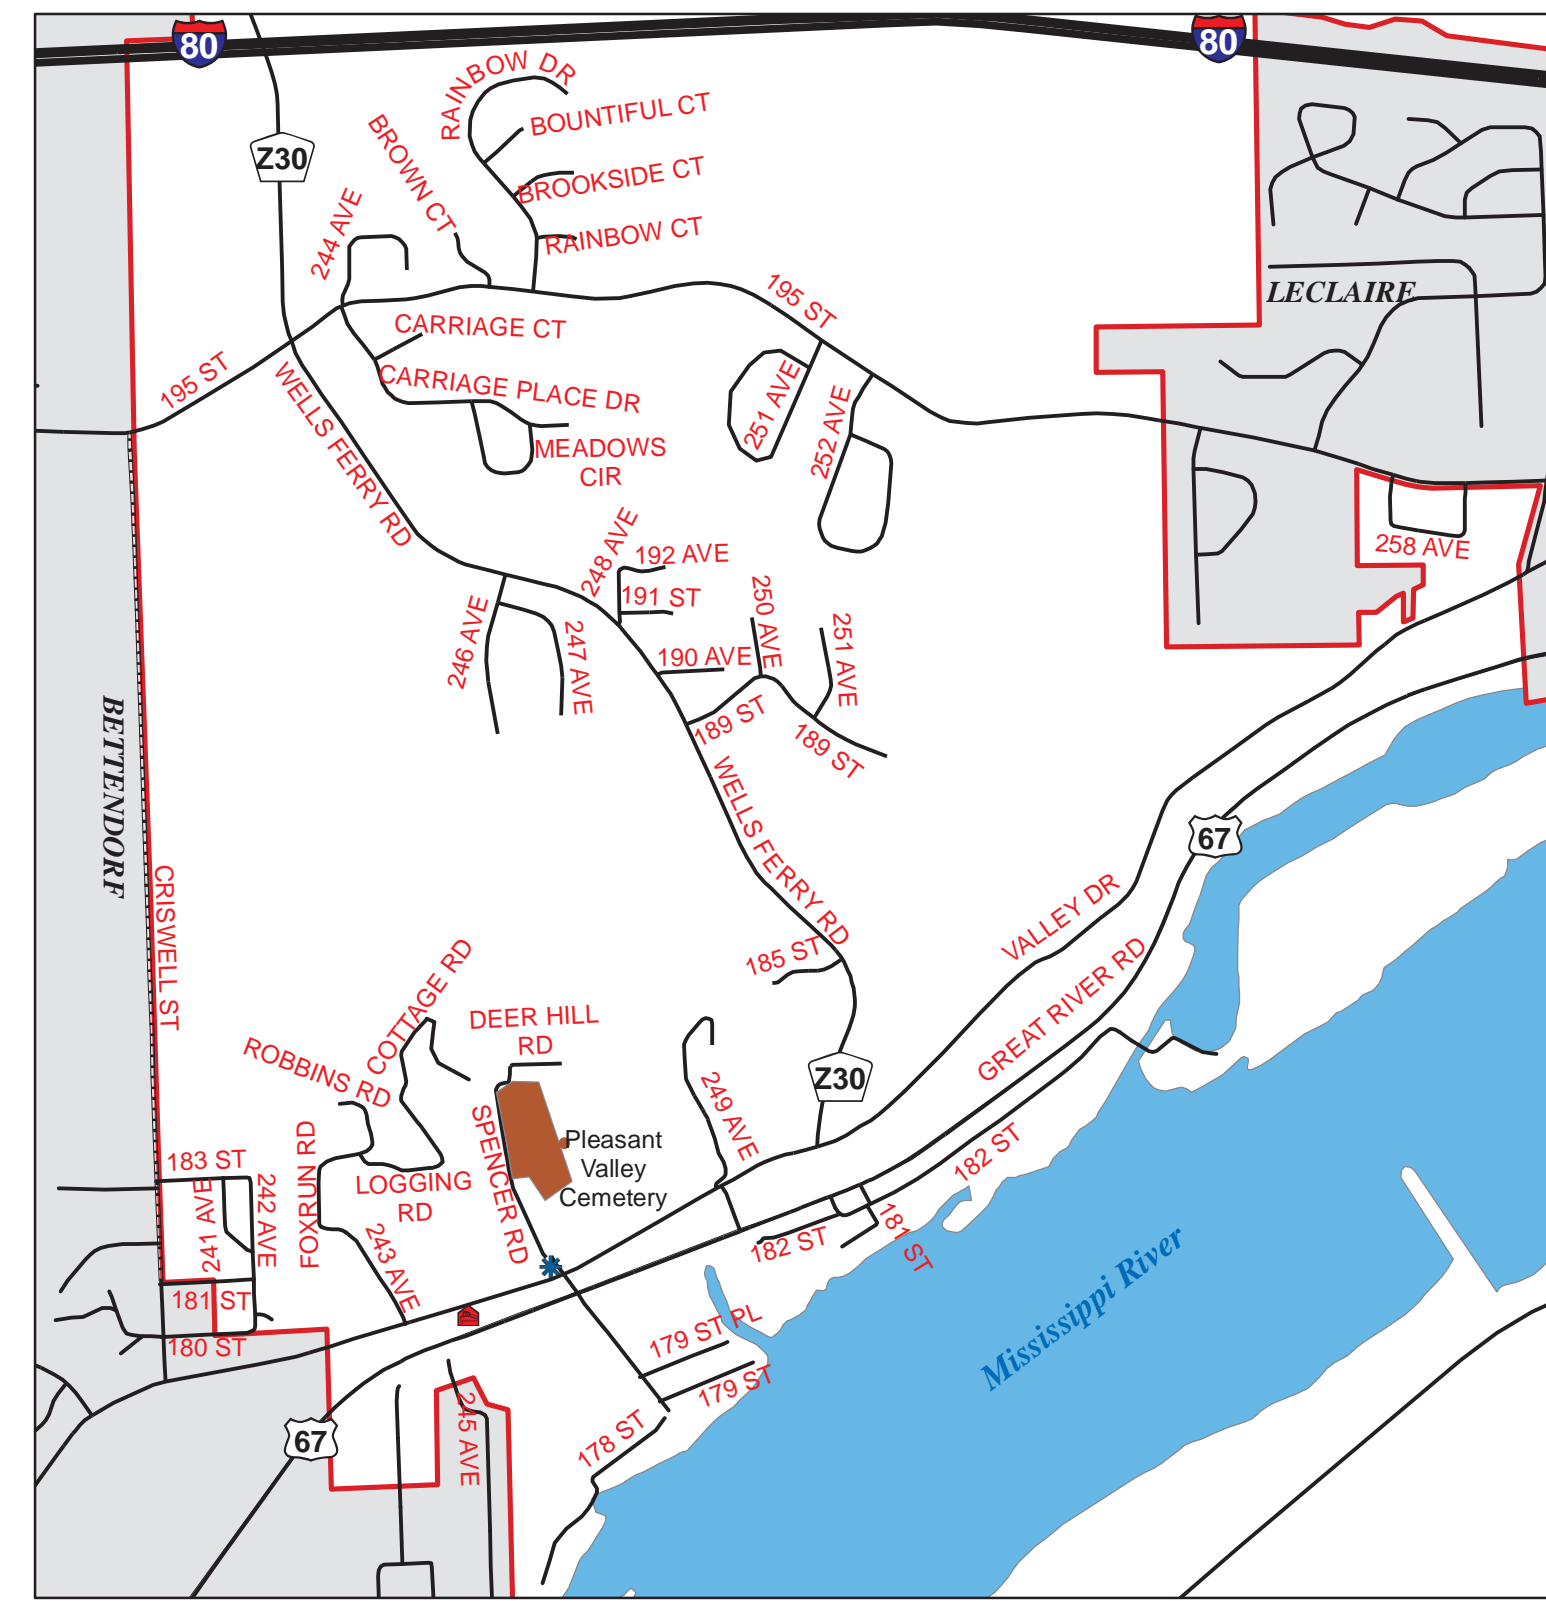 80
80
RAINBOW DR
BOUNTIFUL CT
BROWN CT
Z30
BROOKSIDE CT
244 AVE
RAINBOW CT
195 ST
LECLAIRE
CARRIAGE CT
195 ST
WELLS FERRY RD
CARRIAGE PLACE DR
251 AVE
252 AVE
MEADOWS
CIR
248 AVE
192 AVE
258 AVE
191 ST
250 AVE
246 AVE
247 AVE
251 AVE
190 AVE
189 ST
189 ST
BETTENDORF
WELLS FERRY RD
67
CRISWELL ST
VALLEY DR
185 ST
COTTAGE RD
GREAT RIVER RD
DEER HILL
RD
ROBBINS RD
Z30
249 AVE
SPENCER RD
Pleasant
Valley
Cemetery
FOXRUN RD
182 ST
183 ST
LOGGING
RD
241 AVE
242 AVE
243 AVE
182 ST
181 ST
181 ST
Mississippi River
179 ST PL
180 ST
179 ST
67
245 AVE
178 ST